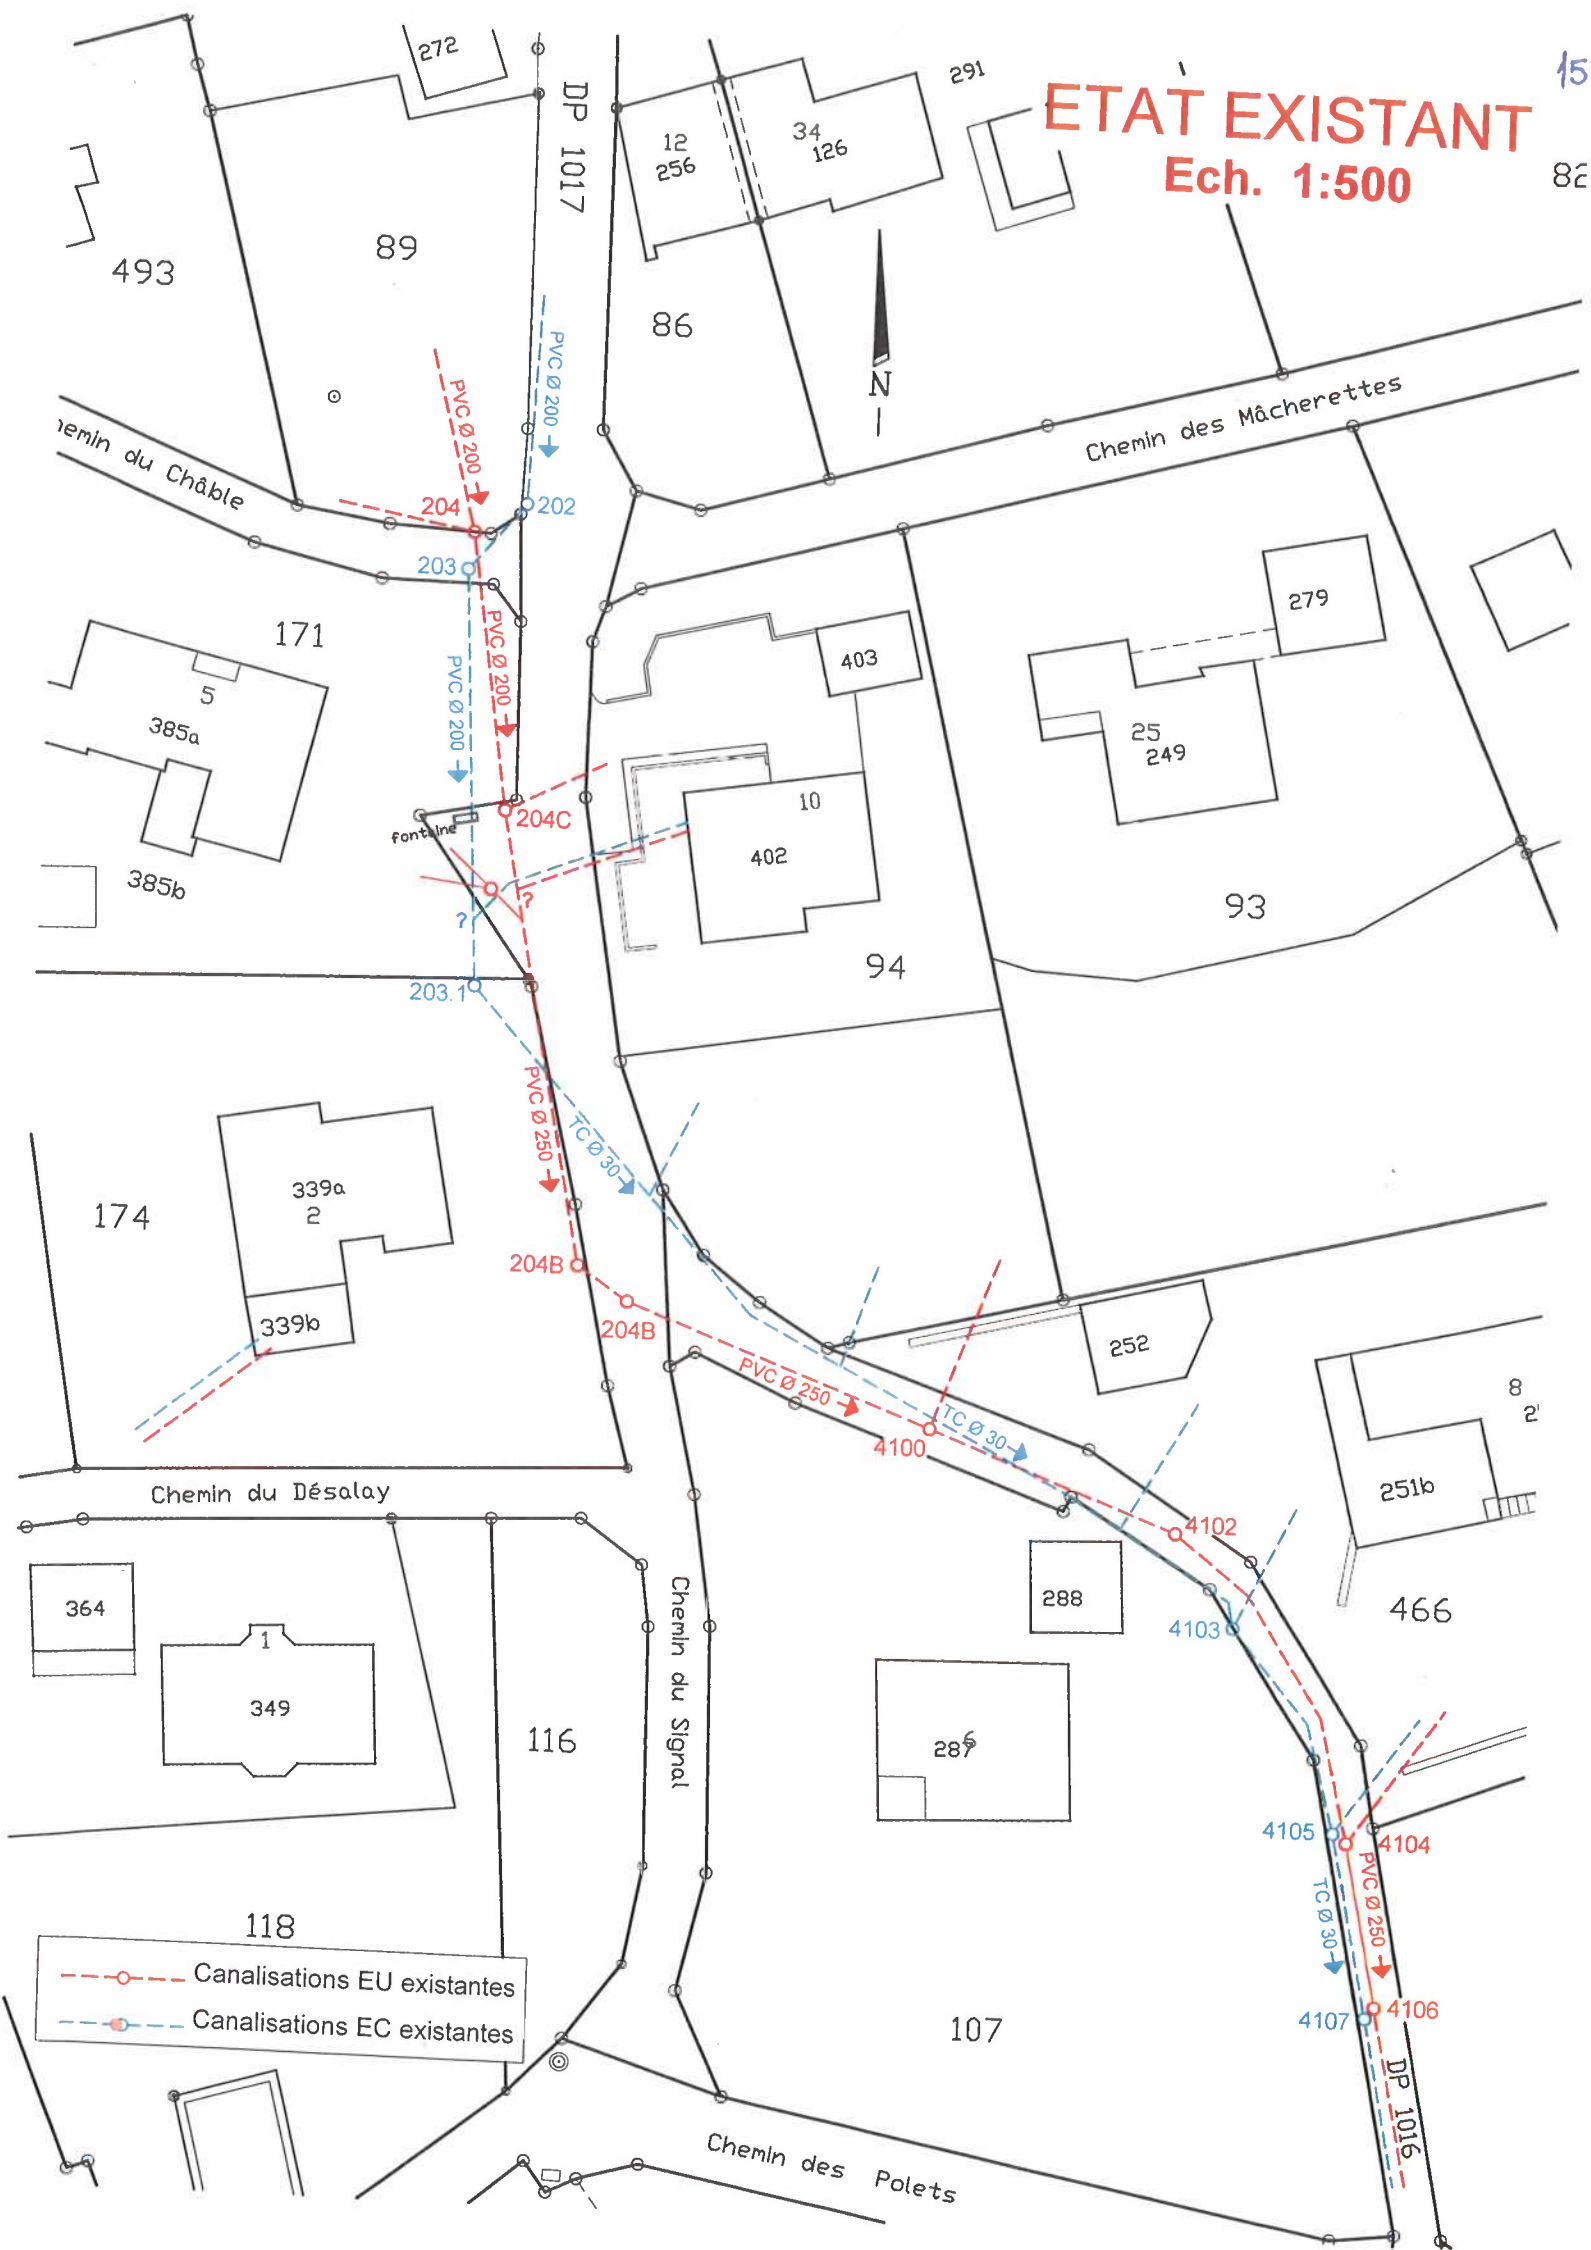 15
ETAT EXISTANT
Ech. 1:500
272
DP 1017
291
12
256
34
126
82
493
89
86
N
PVC Ø 200
PVC Ø 200
Chemin des Mâcherettes
hemin du Châble
204
202
203
171
PVC Ø 200
PVC Ø 200
279
403
5
385a
25
249
10
204C
fontaine
402
385b
?
?
93
94
203.1
PVC Ø 250
TC Ø 30
339a
2
174
204B
204B
339b
252
PVC Ø 250
TC Ø 30
4100
8
251b
Chemin du Désalay
4102
364
288
4103
466
1
349
116
Chemin du Signal
287
6
4105
4104
TC Ø 30
PVC Ø 250
118
Canalisations EU existantes
Canalisations EC existantes
107
4107
4106
DP 1016
Chemin des Polets